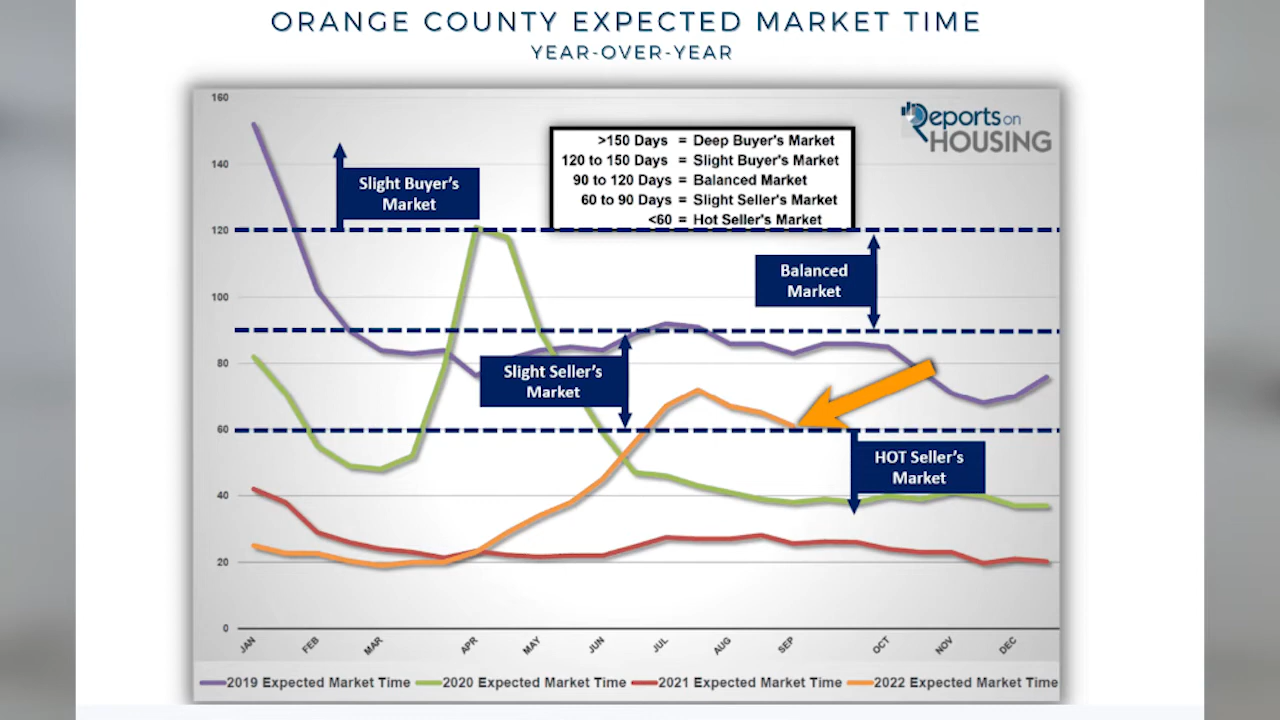 ORANGE COUNTY EXPECTED MARKET TIME
YEAR-OVER-YEAR
160
140
120
100
80
60
40
20
0
Reports on
HOUSING
>150 Days = Deep Buyer's Market
120 to 150 Days = Slight Buyer's Market
90 to 120 Days = Balanced Market
60 to 90 Days = Slight Seller's Market
<60 = Hot Seller's Market
Slight Buyer's
Market
Balanced
Market
Slight Seller's
Market
HOT Seller's
Market
JAN FEB MAR APR MAY JUN JUL AUG SEP OCT NOV DEC
2019 Expected Market Time 2020 Expected Market Time 2021 Expected Market Time 2022 Expected Market Time